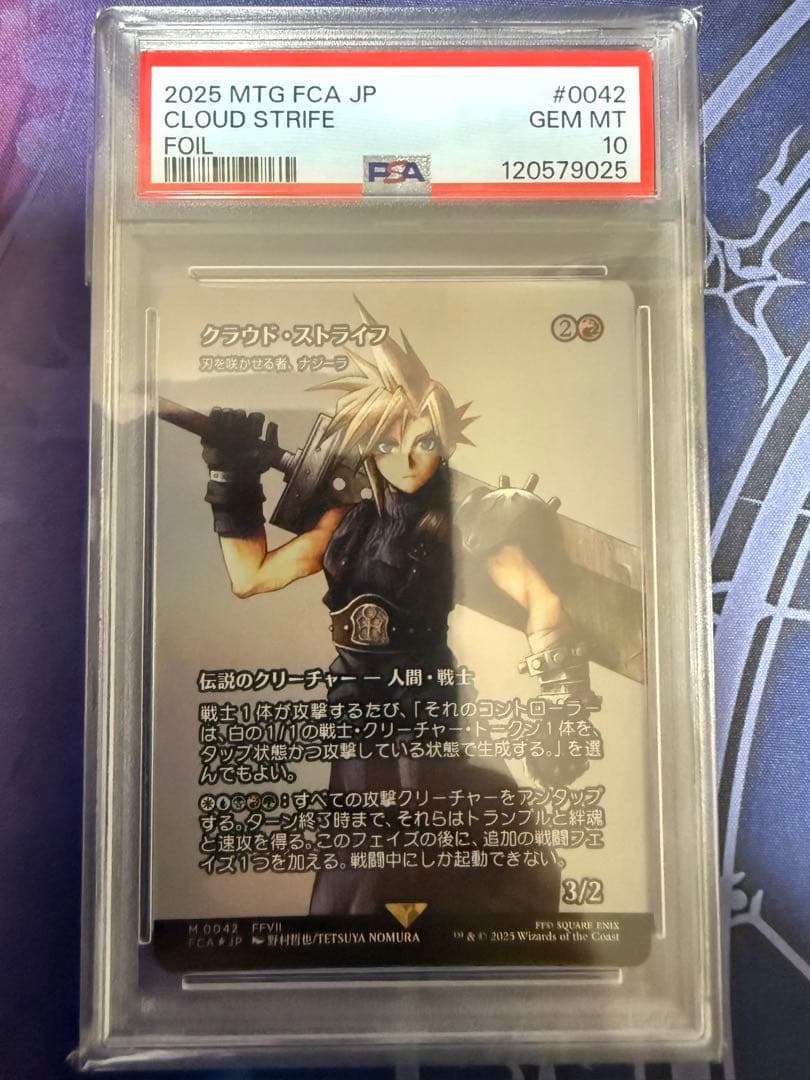 2025 MTG FCA JP #0042
CLOUD STRIFE GEM MT
FOIL 10
PSA 120579025
クラウド・ストライフ 2
刃を咲かせる者、ナジーラ
伝説のクリーチャー — 人間・戦士
戦士1体が攻撃するたび、「それのコントローラー
は、白の1/1の戦士・クリーチャー・トークン1体を、
タップ状態かつ攻撃している状態で生成する。」を選
んでもよい。
:すべての攻撃クリーチャーをアンタップ
する。ターン終了時まで、それらはトランプルと絆魂
と速攻を得る。このフェイズの後に、追加の戦闘フェ
イズ1つを加える。戦闘中にしか起動できない。
3/2
M 0042 FFVII
FCA★JP 野村哲也/TETSUYA NOMURA
FF© SQUARE ENIX
™ & © 2025 Wizards of the Coast